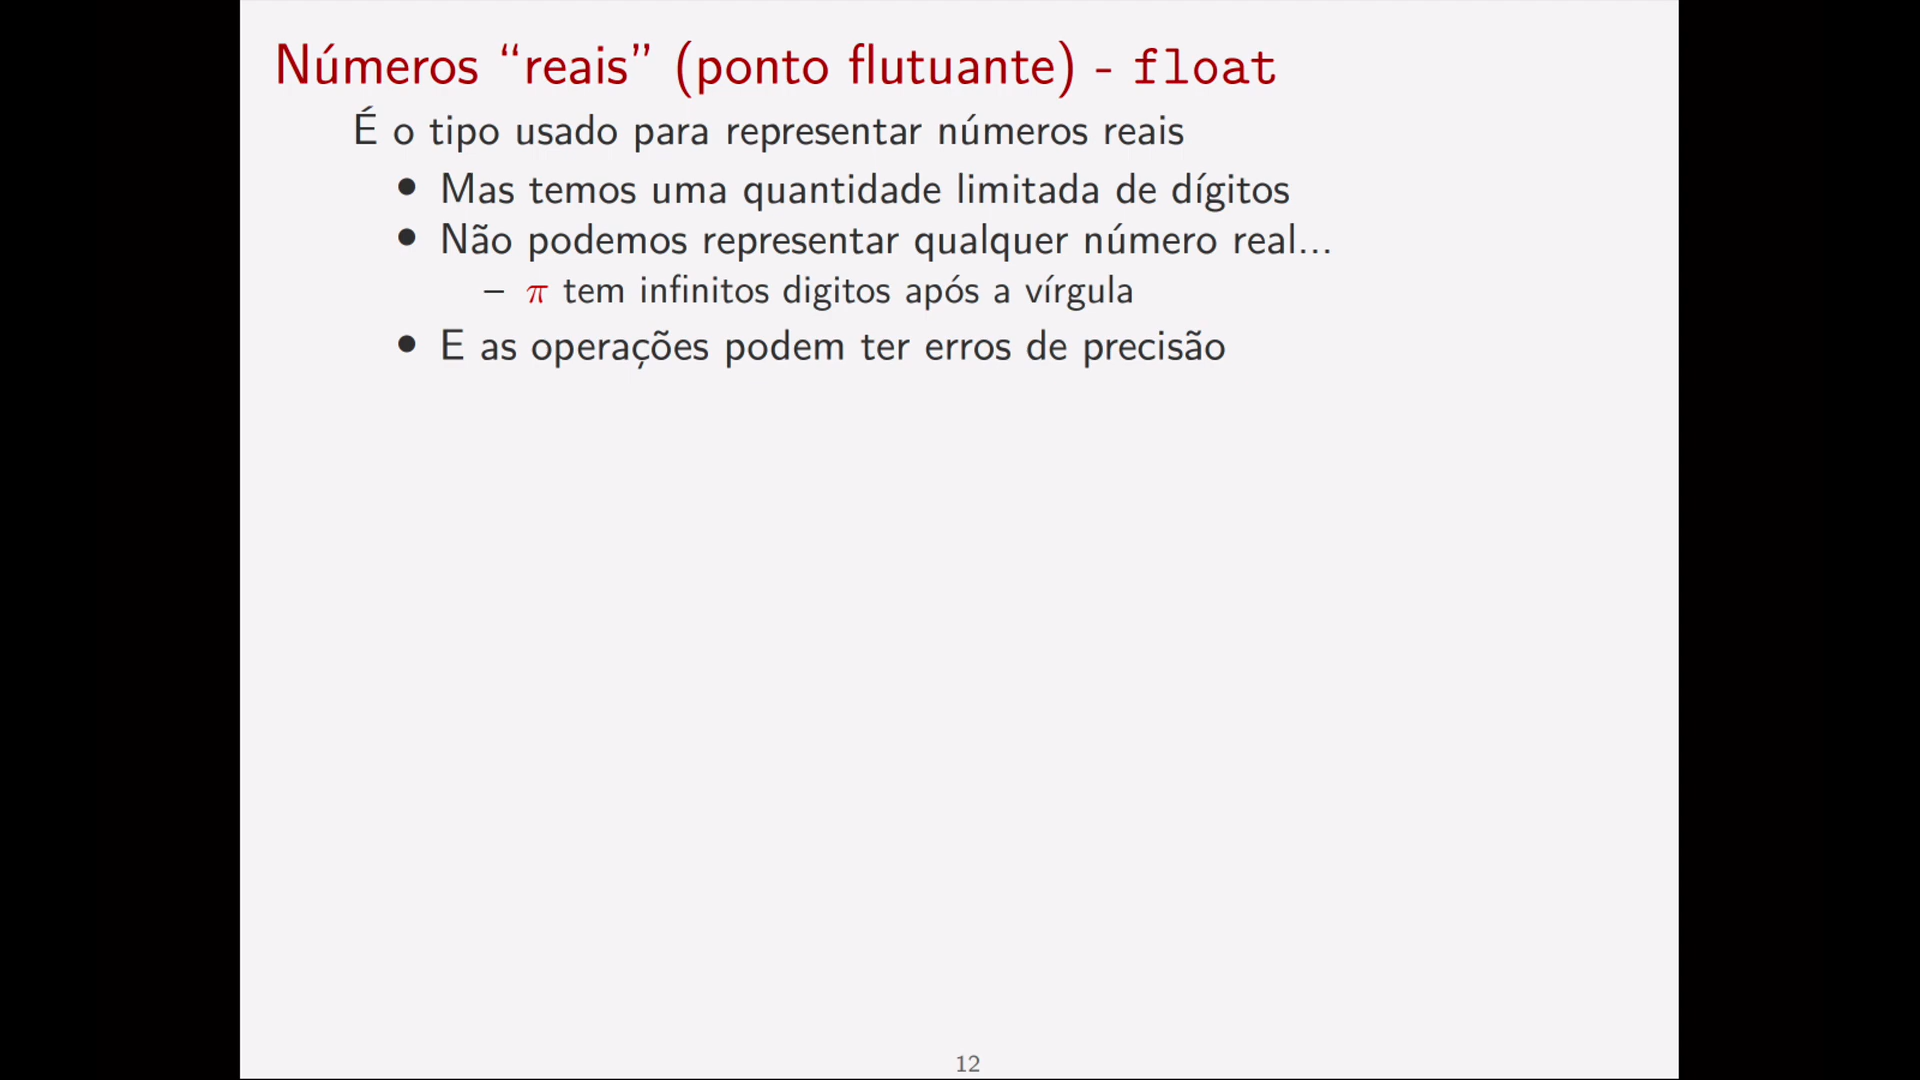 Números “reais” (ponto flutuante) - float
É o tipo usado para representar números reais
• Mas temos uma quantidade limitada de dígitos
• Não podemos representar qualquer número real...
– π tem infinitos digitos após a vírgula
• E as operações podem ter erros de precisão
12